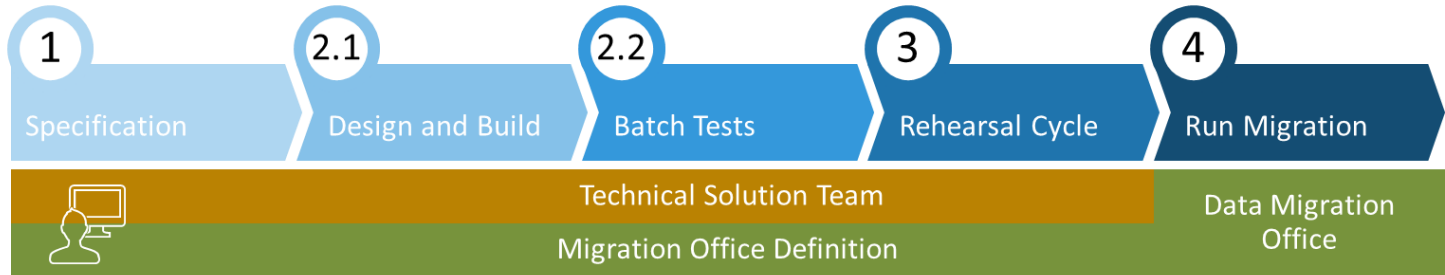 1
2.1
2.2
3
4
Specification
Design and Build
Batch Tests
Rehearsal Cycle
Run Migration
Technical Solution Team
Migration Office Definition
Data Migration
Office